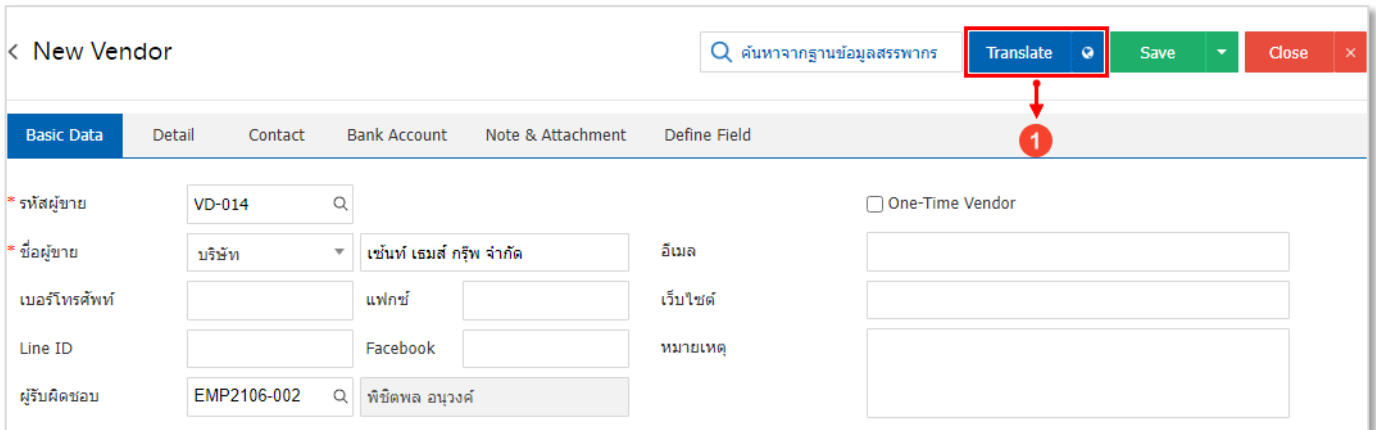 New Vendor
ค้นหาจากฐานข้อมูลสรรพากร Translate Save Close
1
Basic Data Detail Contact Bank Account Note & Attachment Define Field
* รหัสผู้ขาย VD-014 One-Time Vendor
* ชื่อผู้ขาย บริษัท เซ้นท์ เธมส์ กรุ๊พ จำกัด อีเมล
เบอร์โทรศัพท์ แฟกซ์ เว็บไซต์
Line ID Facebook หมายเหตุ
ผู้รับผิดชอบ EMP2106-002 พิชิตพล อนุวงค์